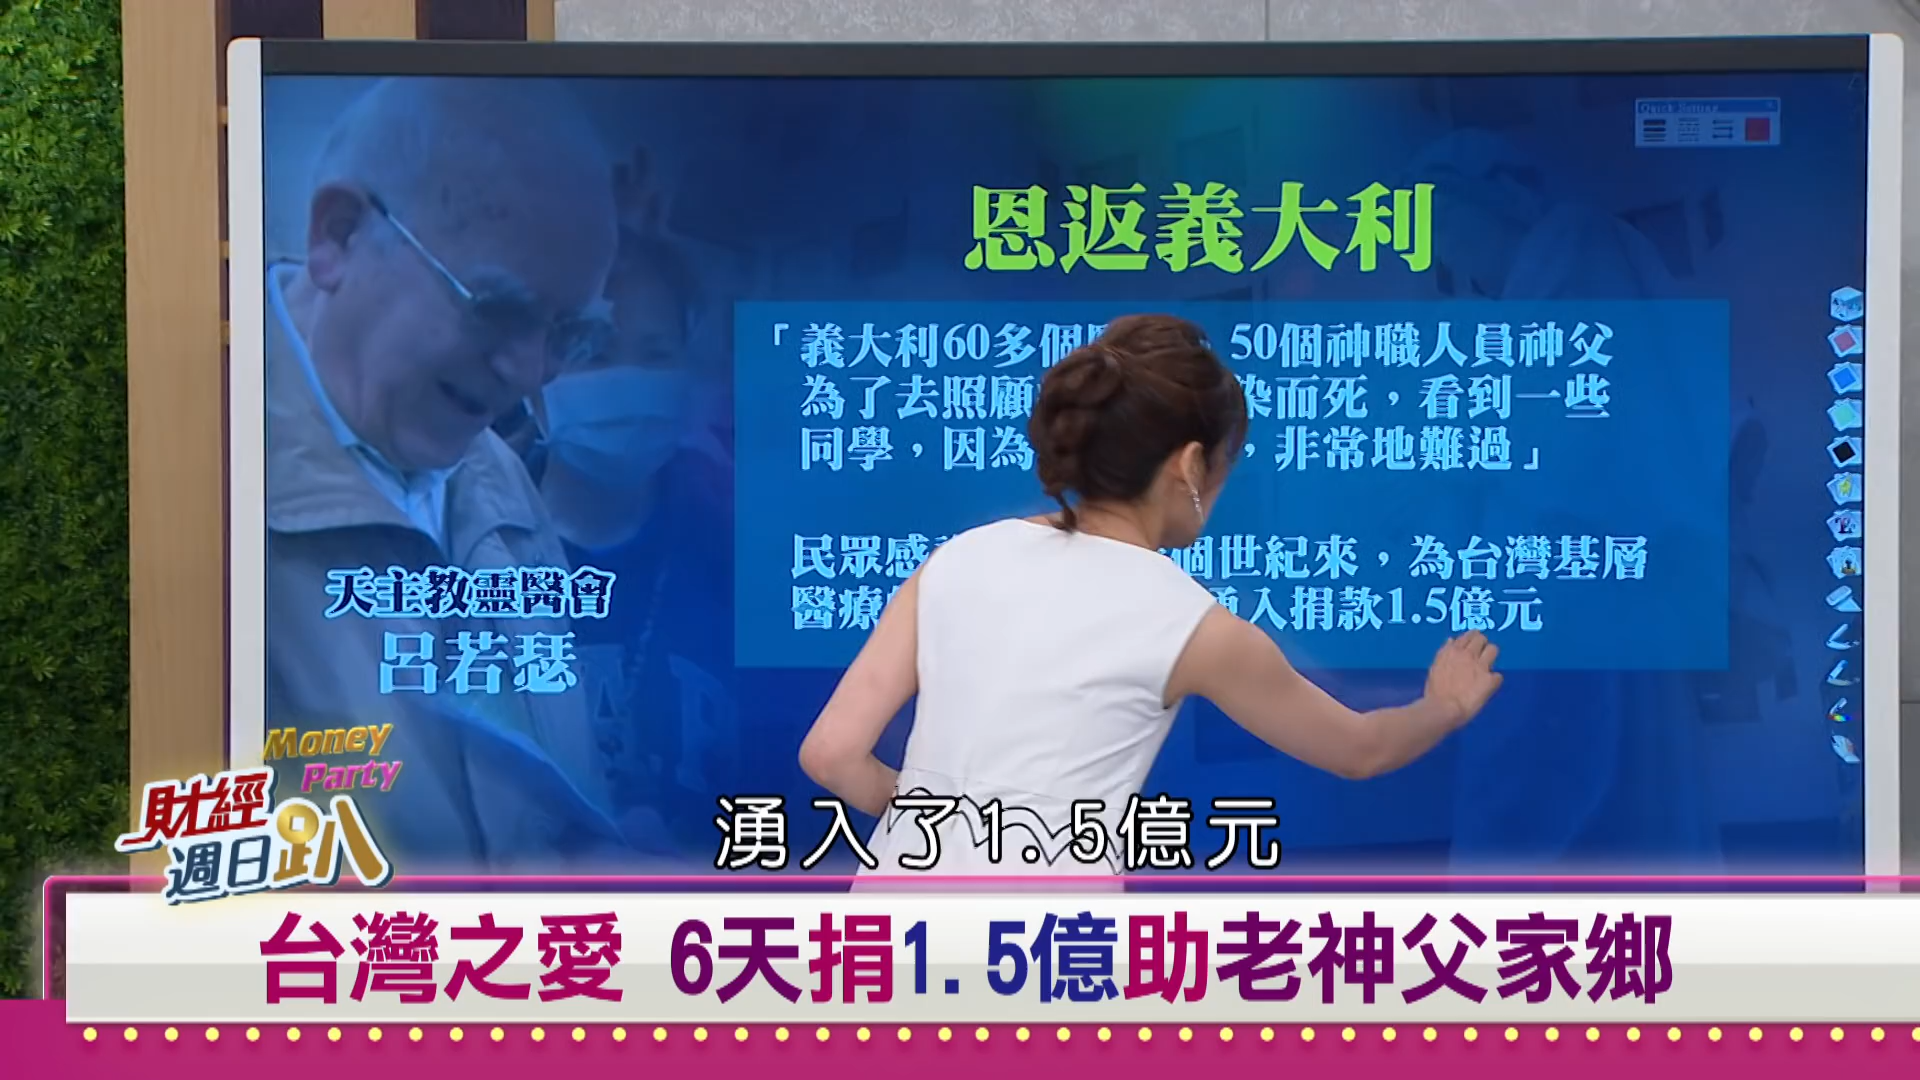 Quick Setting
恩返義大利
「義大利60多個 50個神職人員神父
為了去照顧 染而死，看到一些
同學，因為 ，非常地難過」
民眾感 個世紀來，為台灣基層
醫療 湧入捐款1.5億元
天主教靈醫會
呂若瑟
Money
Party
財經
週日趴
湧入了1.5億元
台灣之愛 6天捐1.5億助老神父家鄉